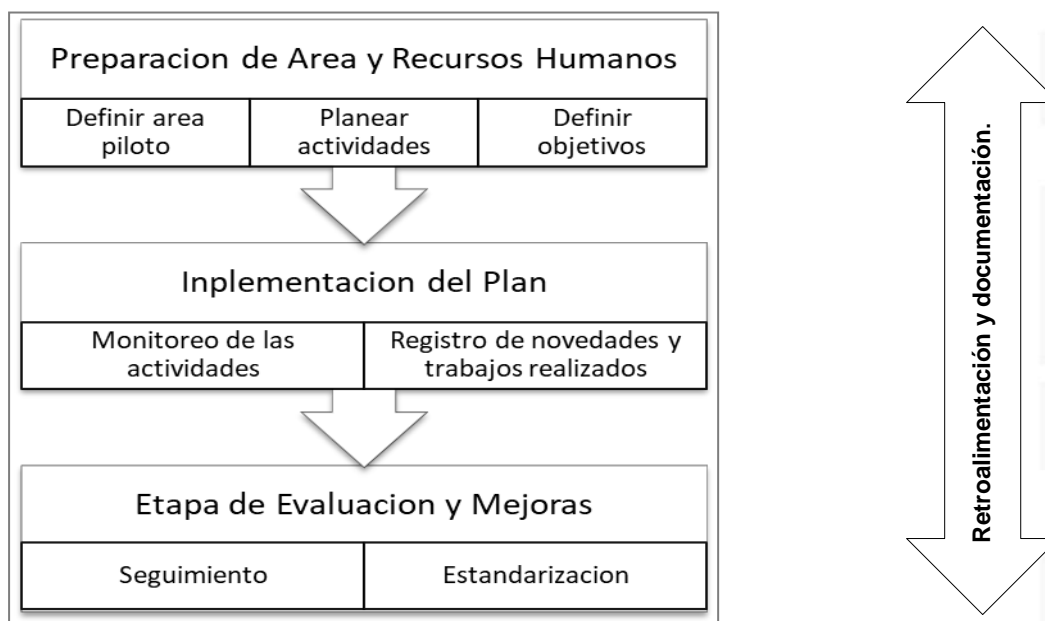 Preparacion de Area y Recursos Humanos
Definir area
piloto
Planear
actividades
Definir
objetivos
Inplementacion del Plan
Monitoreo de las
actividades
Registro de novedades y
trabajos realizados
Etapa de Evaluacion y Mejoras
Seguimiento
Estandarizacion
Retroalimentación y documentación.